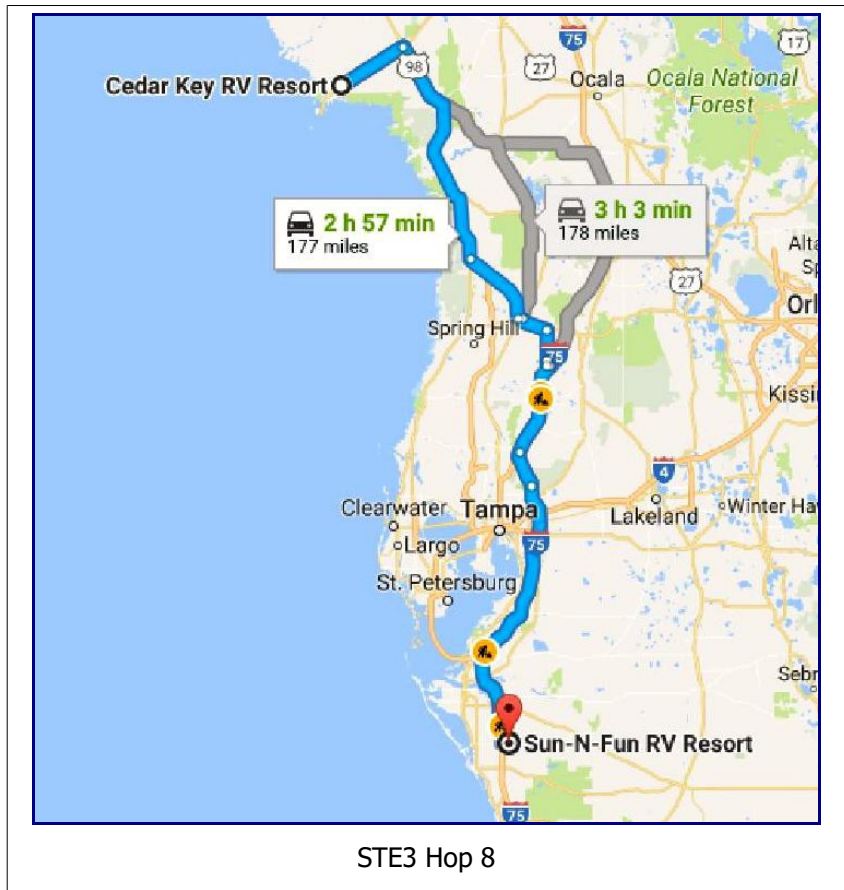 75
17
98
27
Ocala
Ocala National
Forest
Cedar Key RV Resort
2 h 57 min
177 miles
3 h 3 min
178 miles
27
Spring Hill
75
4
Clearwater
Tampa
Lakeland
Largo
75
St. Petersburg
Sun-N-Fun RV Resort
75
STE3 Hop 8